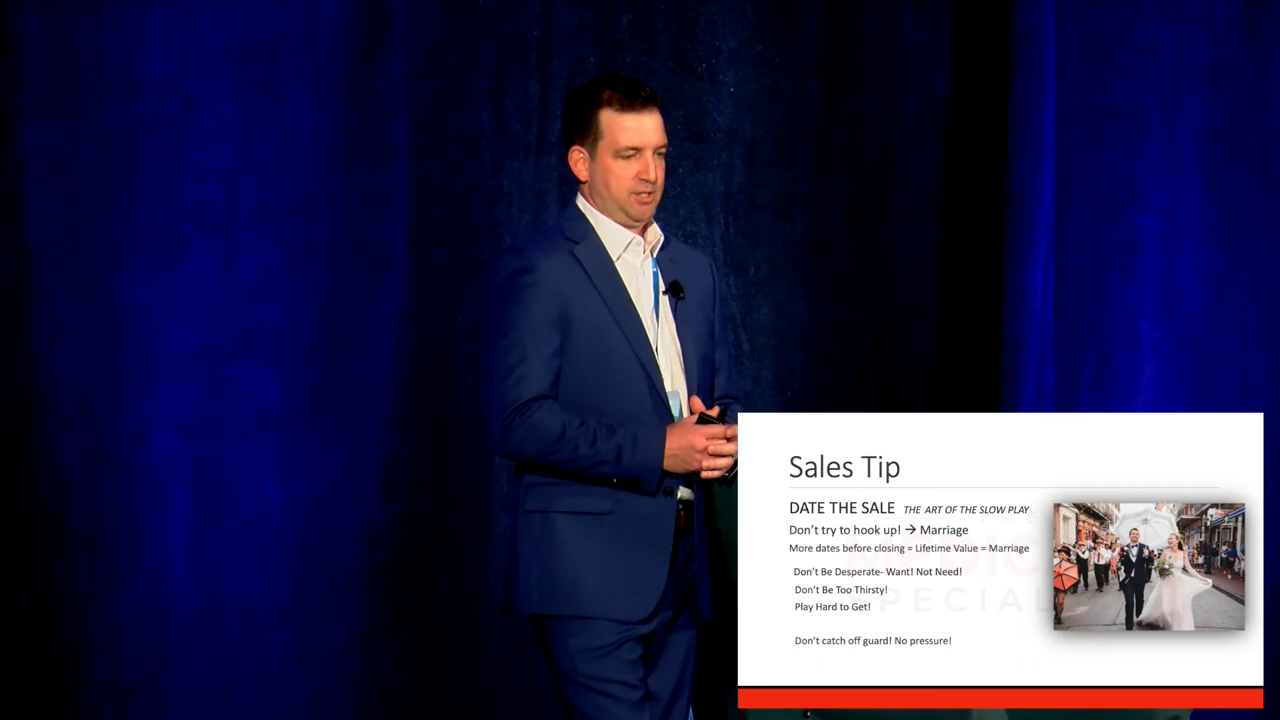 Sales Tip
DATE THE SALE THE ART OF THE SLOW PLAY
Don't try to hook up! → Marriage
More dates before closing = Lifetime Value = Marriage
Don't Be Desperate- Want! Not Need!
Don't Be Too Thirsty!
Play Hard to Get!
Don't catch off guard! No pressure!